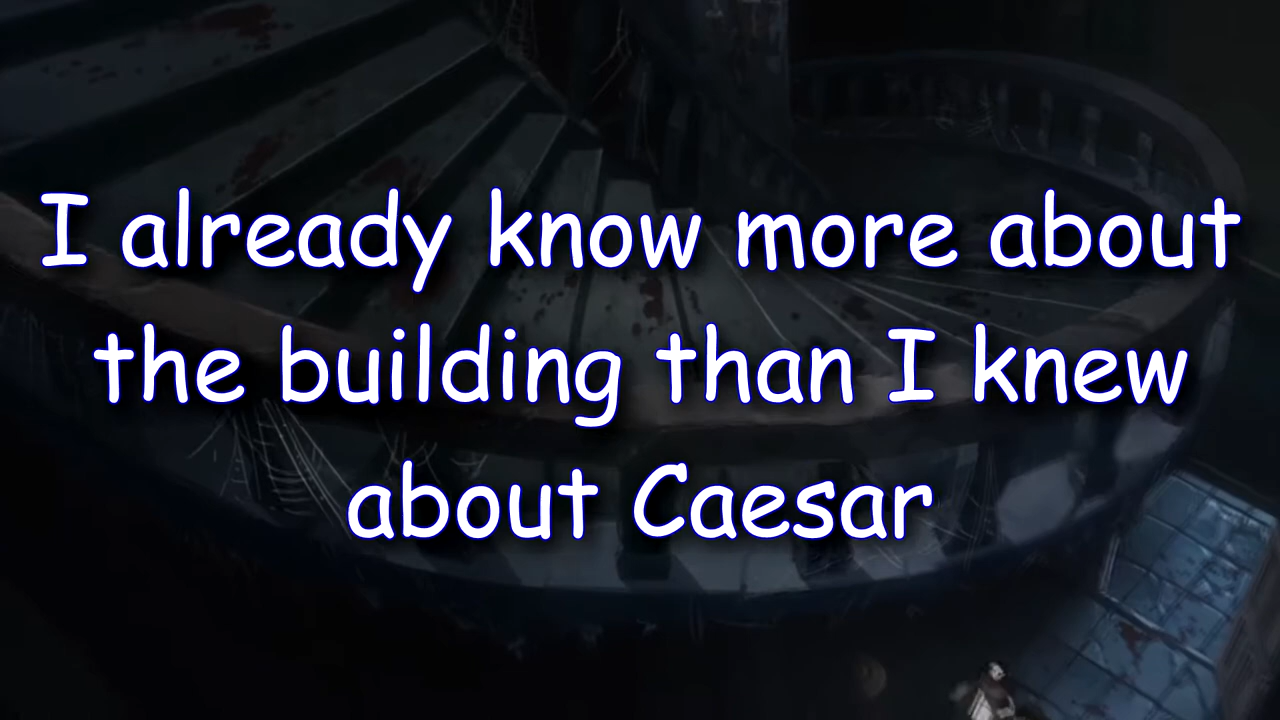 I already know more about
the building than I knew
about Caesar